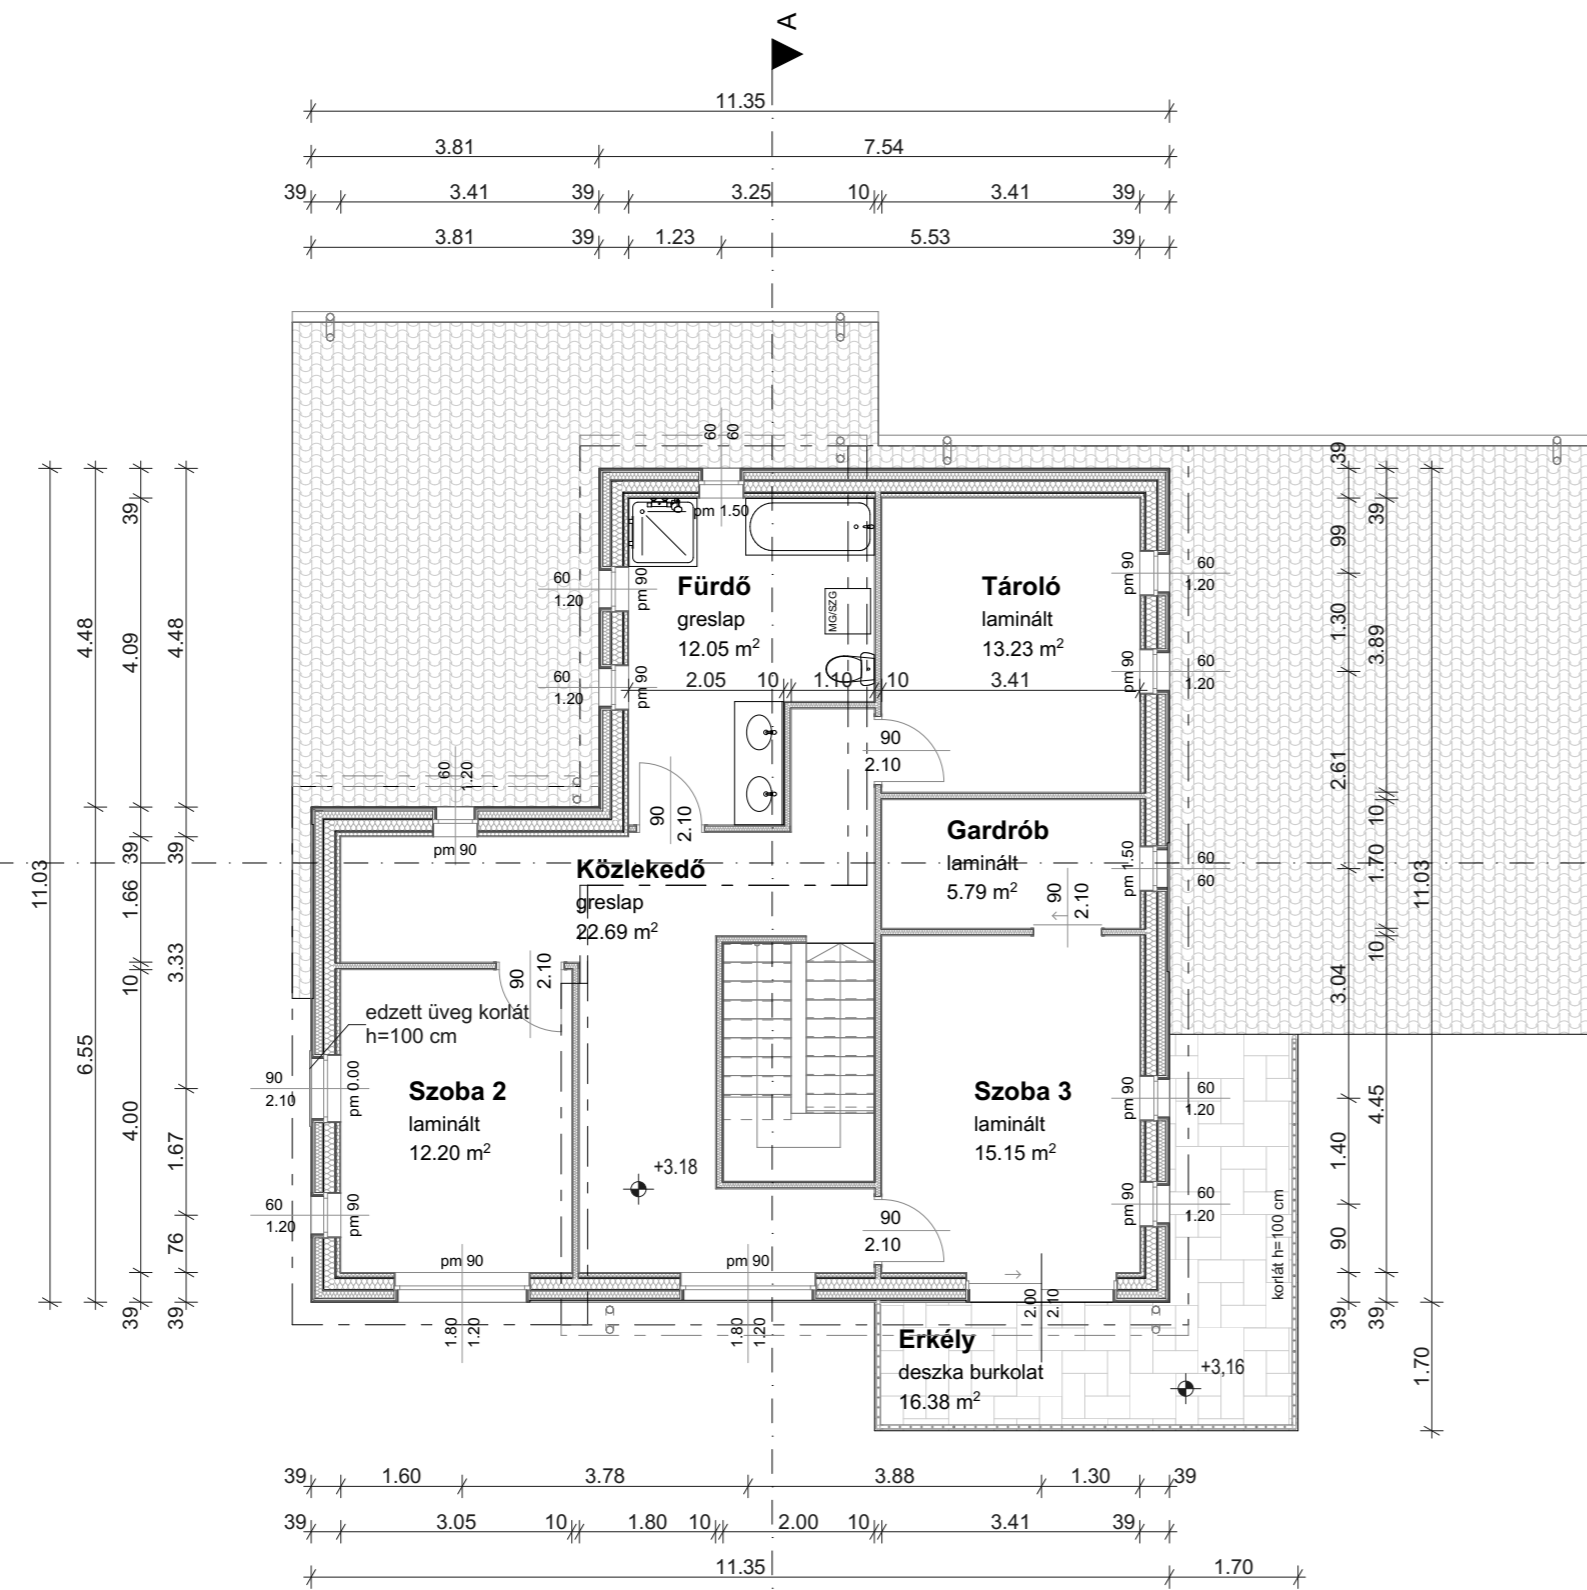 A
11.35
3.81 7.54
39 3.41 39 3.25 10 3.41 39
3.81 39 1.23 5.53 39
60 60
pm 1.50
39
39
39
99
60
1.20
pm 90
Fürdő
greslap
12.05 m²
MG/SZG
Tároló
laminált
13.23 m²
pm 90
60
1.20
4.48
4.09
4.48
1.30
3.89
60
1.20
pm 90
2.05 10 1.10 10 3.41
pm 90
60
1.20
90
2.10
60
1.20
pm 90
90
2.10
2.61
10
Gardrób
laminált
5.79 m²
90
2.10
pm 1.50
60
60
1.70
10
Közlekedő
greslap
22.69 m²
11.03
39
39
1.66
10
3.33
11.03
90
2.10
edzett üveg korlát
h=100 cm
6.55
4.00
3.04
4.45
90
2.10
pm 0.00
Szoba 2
laminált
12.20 m²
Szoba 3
laminált
15.15 m²
pm 90
60
1.20
1.67
1.40
+3.18
60
1.20
pm 90
pm 90
60
1.20
76
90
90
2.10
korlát h=100 cm
pm 90
pm 90
39
39
39
39
1.80
1.20
1.80
1.20
2.00
2.10
1.70
Erkély
deszka burkolat
16.38 m²
+3,16
39 1.60 3.78 3.88 1.30 39
39 3.05 10 1.80 10 2.00 10 3.41 39
11.35 1.70